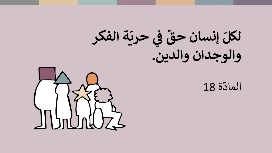 لكلّ إنسان حقّ في حريّة الفكر
والوجدان والدين.
المادّة 18